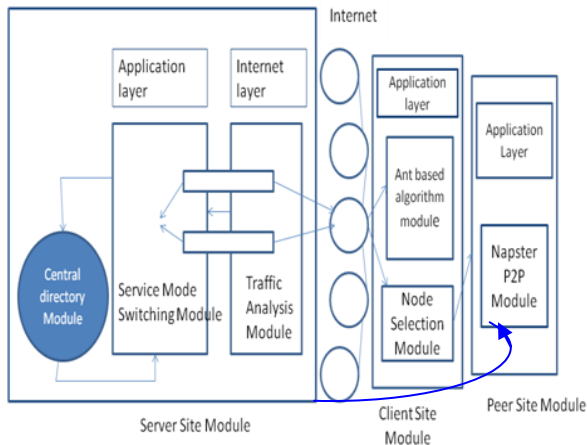 Internet
Application
layer
Internet
layer
Central
directory
Module
Service Mode
Switching Module
Traffic
Analysis
Module
Server Site Module
Application
layer
Ant based
algorithm
module
Node
Selection
Module
Client Site
Module
Application
Layer
Napster
P2P
Module
Peer Site Module